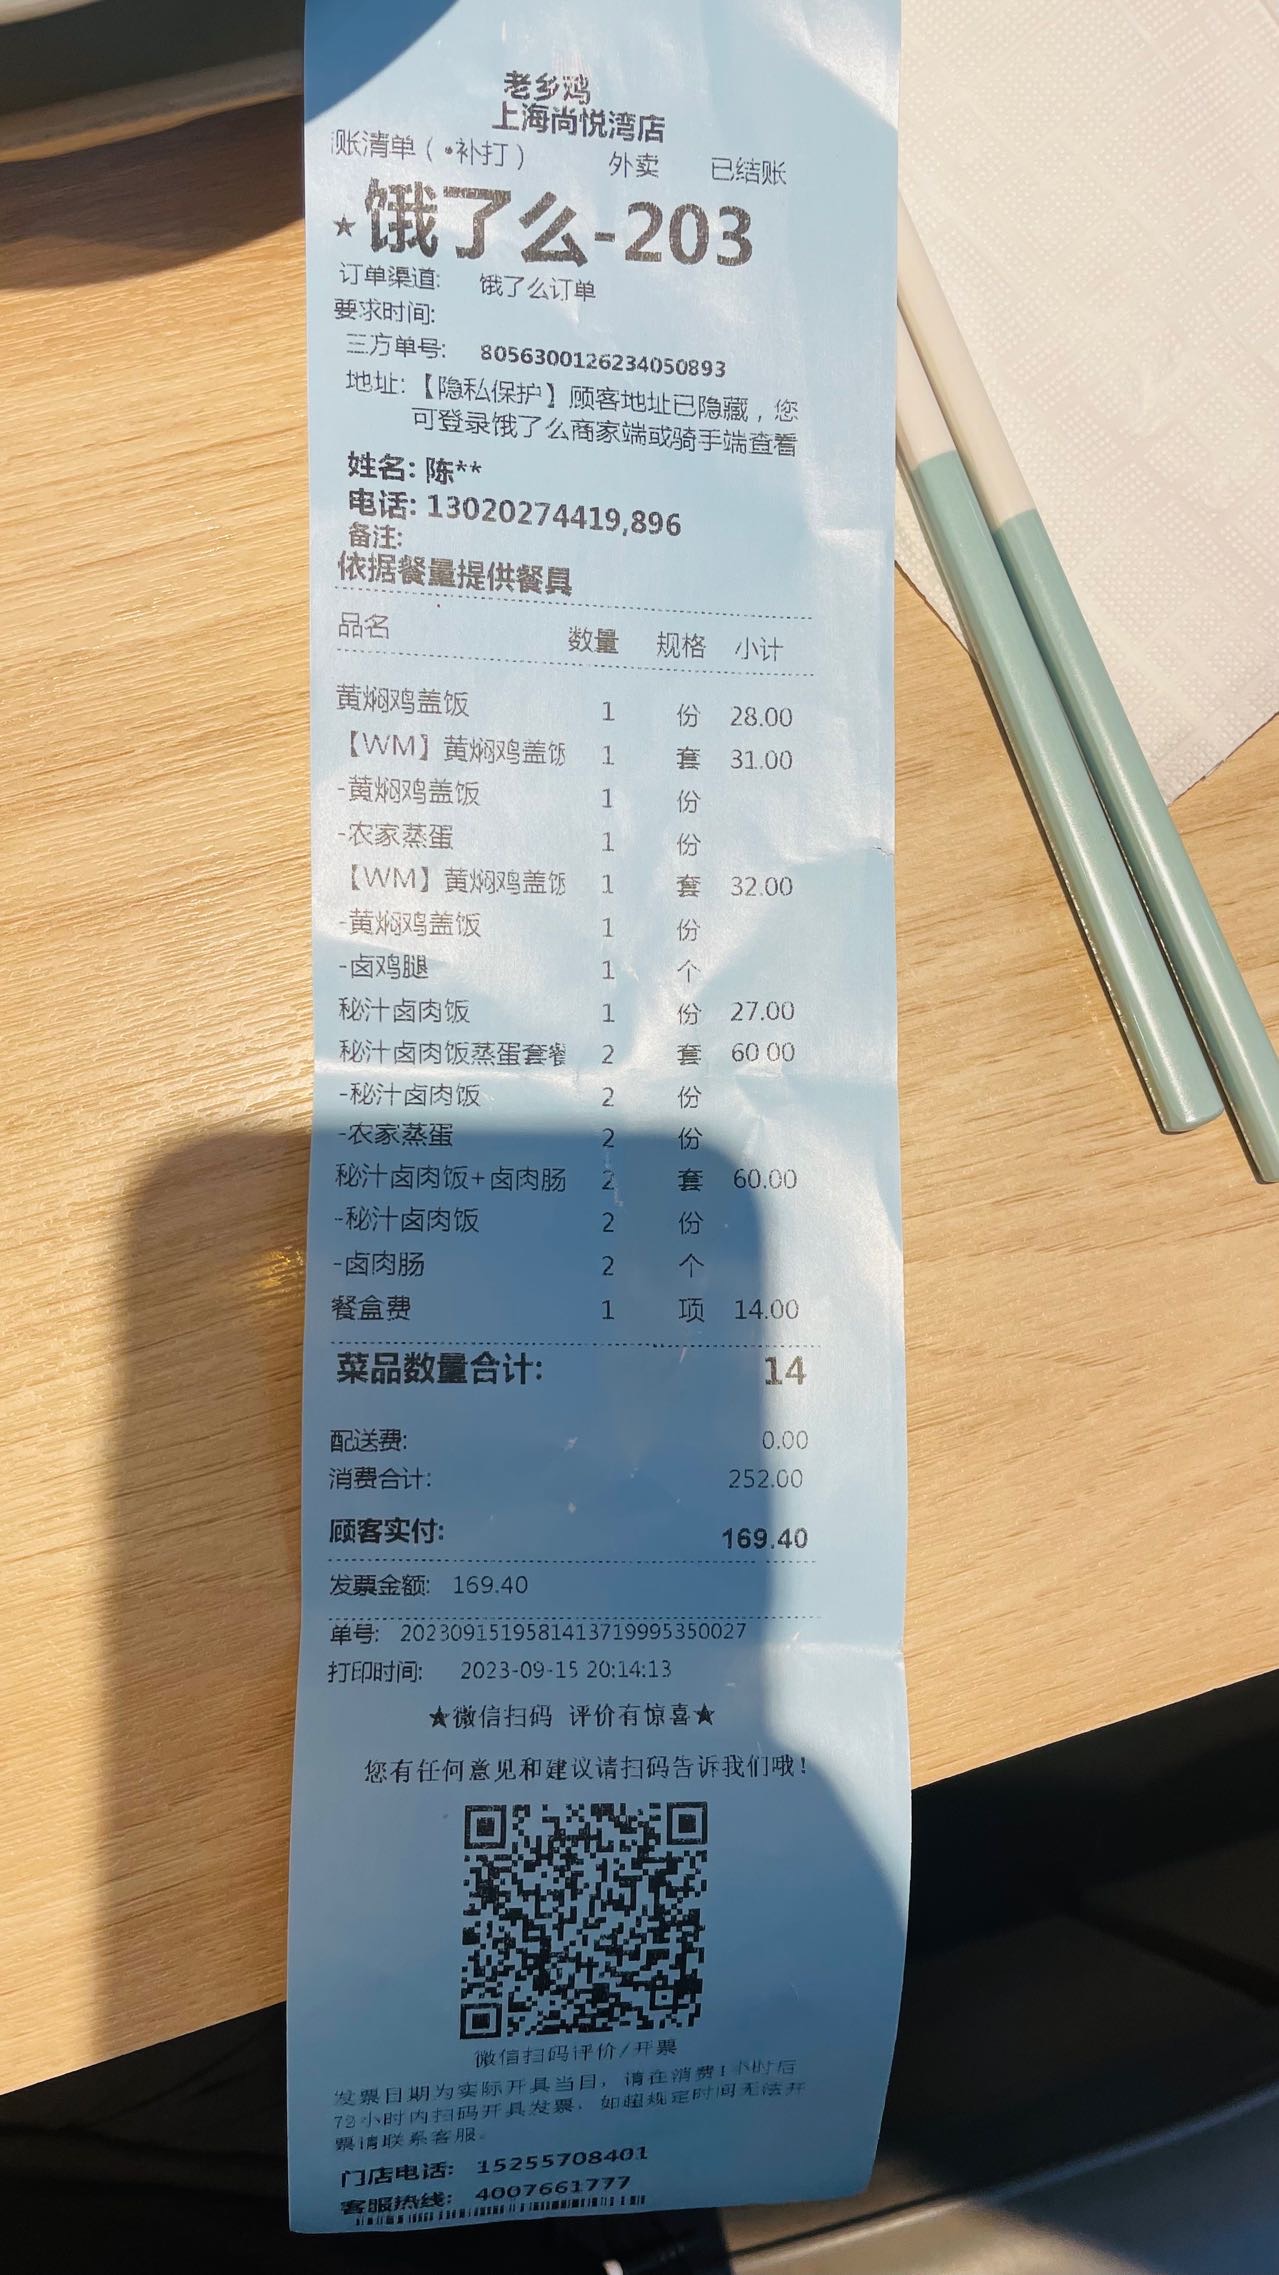 老乡鸡
上海尚悦湾店
账清单(•补打) 外卖 已结账
★饿了么-203
订单渠道: 饿了么订单
要求时间:
三方单号: 8056300126234050893
地址:【隐私保护】顾客地址已隐藏，您
可登录饿了么商家端或骑手端查看
姓名: 陈**
电话: 13020274419,896
备注:
依据餐量提供餐具
品名 数量 规格 小计
黄焖鸡盖饭 1 份 28.00
【WM】黄焖鸡盖饭 1 套 31.00
-黄焖鸡盖饭 1 份
-农家蒸蛋 1 份
【WM】黄焖鸡盖饭 1 套 32.00
-黄焖鸡盖饭 1 份
-卤鸡腿 1 个
秘汁卤肉饭 1 份 27.00
秘汁卤肉饭蒸蛋套餐 2 套 60.00
-秘汁卤肉饭 2 份
-农家蒸蛋 2 份
秘汁卤肉饭+卤肉肠 2 套 60.00
-秘汁卤肉饭 2 份
-卤肉肠 2 个
餐盒费 1 项 14.00
菜品数量合计: 14
配送费: 0.00
消费合计: 252.00
顾客实付: 169.40
发票金额: 169.40
单号: 202309151958141371999535​0027
打印时间: 2023-09-15 20:14:13
★微信扫码 评价有惊喜★
您有任何意见和建议请扫码告诉我们哦!
微信扫码评价/开票
发票日期为实际开具当日，请在消费1小时后
72小时内扫码开具发票，如超规定时间无法开
票请联系客服。
门店电话: 15255708401
客服热线: 4007661777